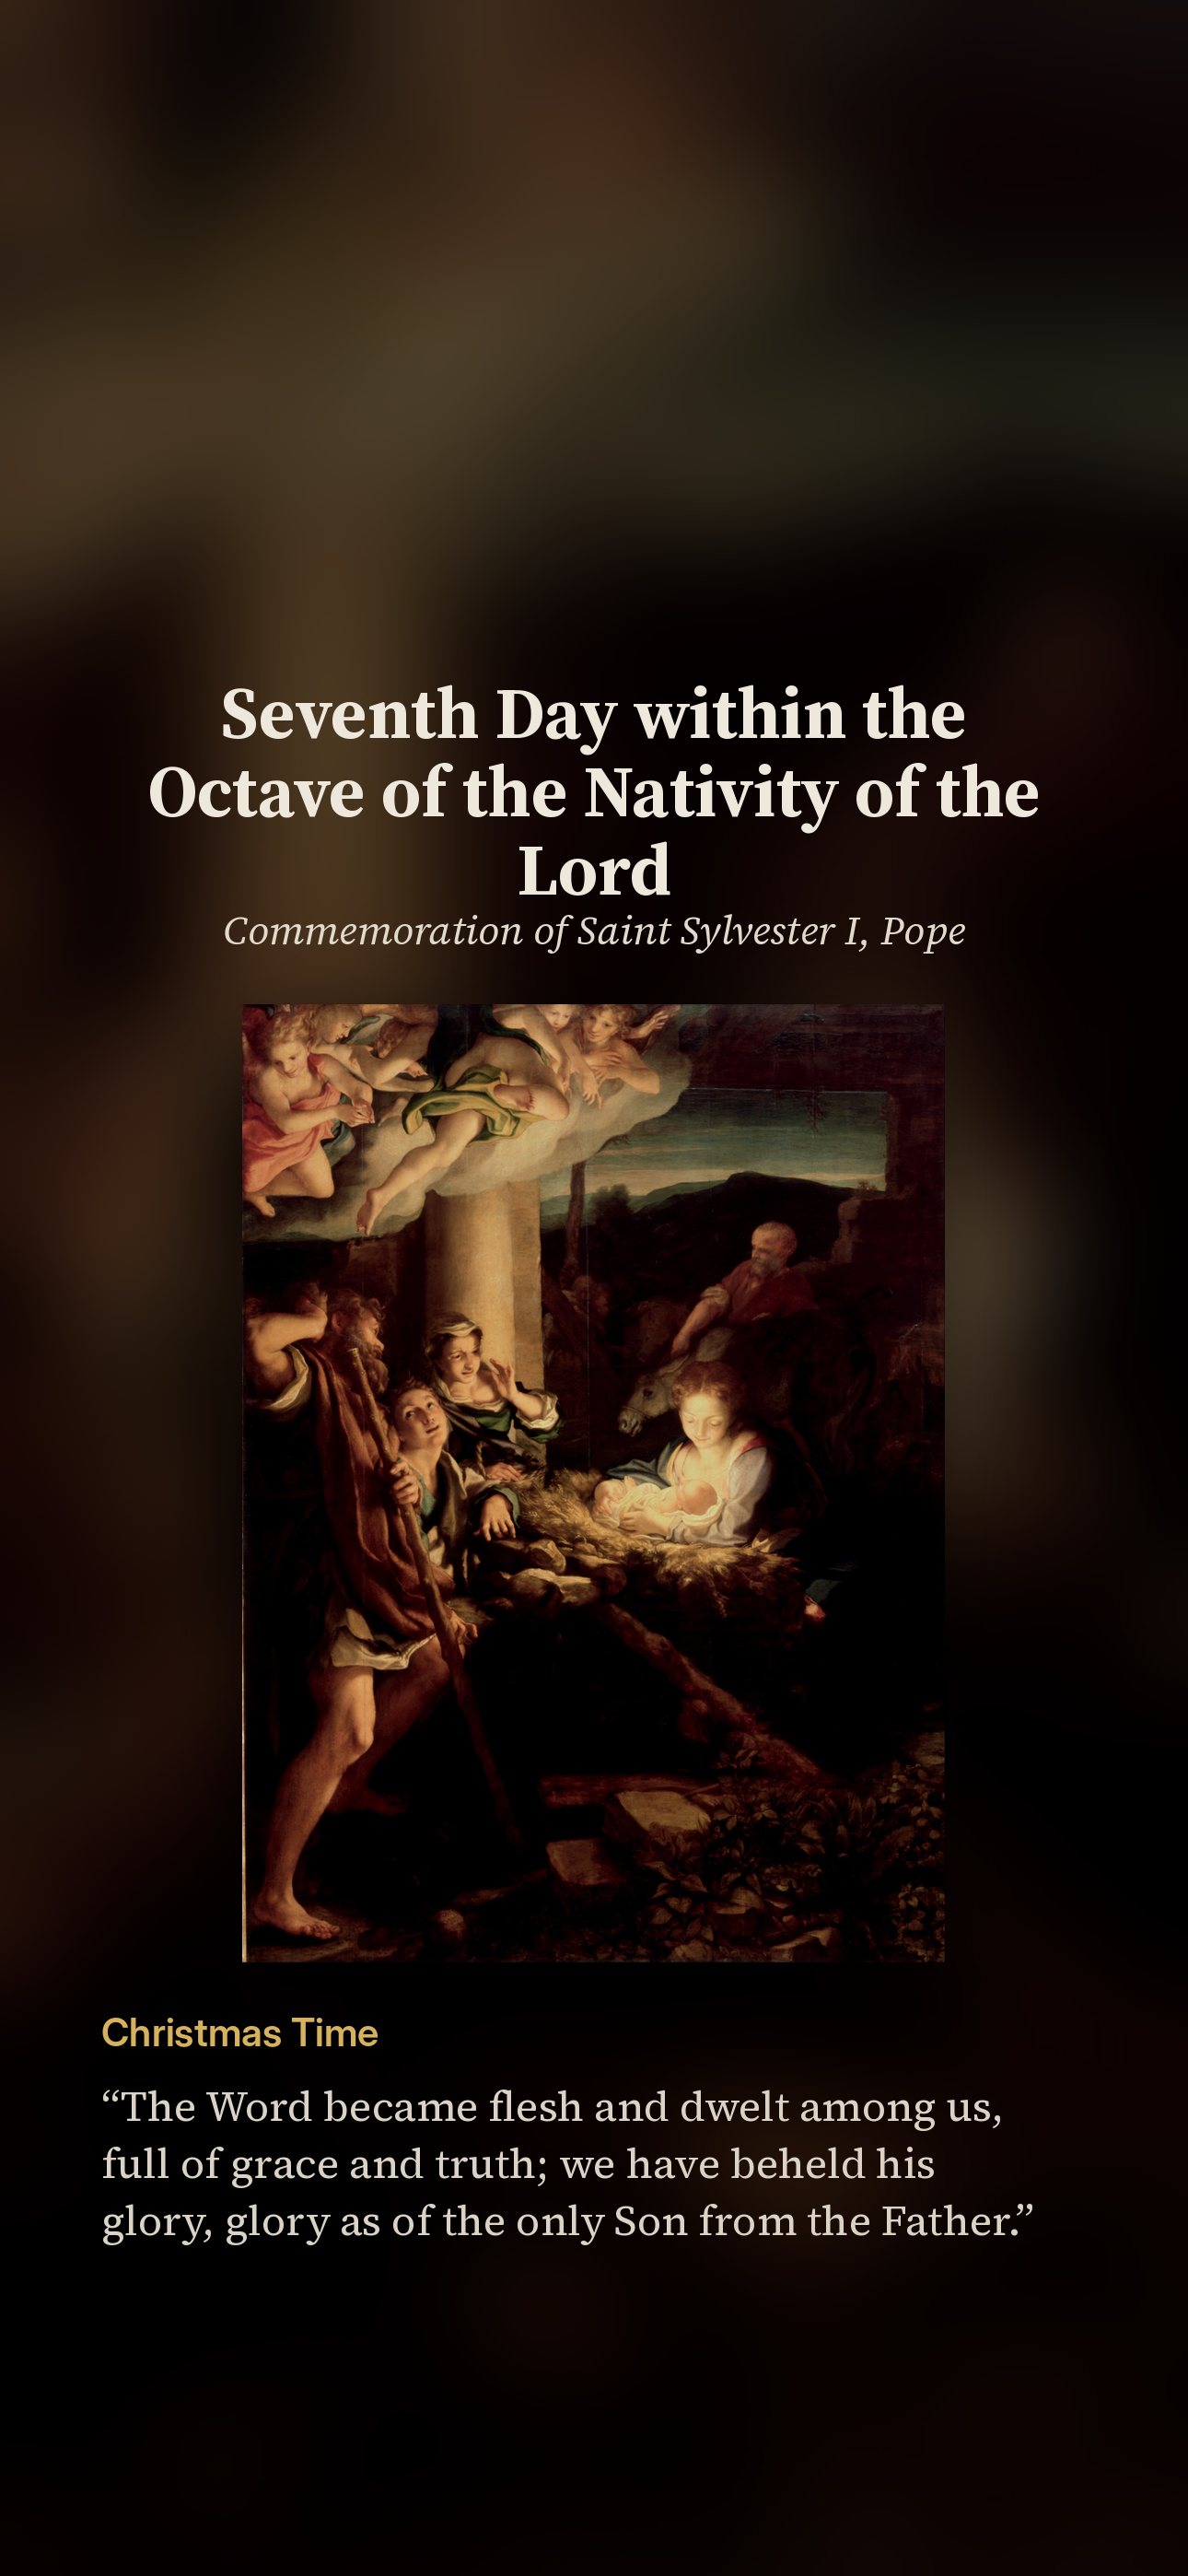 Seventh Day within the
Octave of the Nativity of the
Lord
Commemoration of Saint Sylvester I, Pope
Christmas Time
“The Word became flesh and dwelt among us,
full of grace and truth; we have beheld his
glory, glory as of the only Son from the Father.”